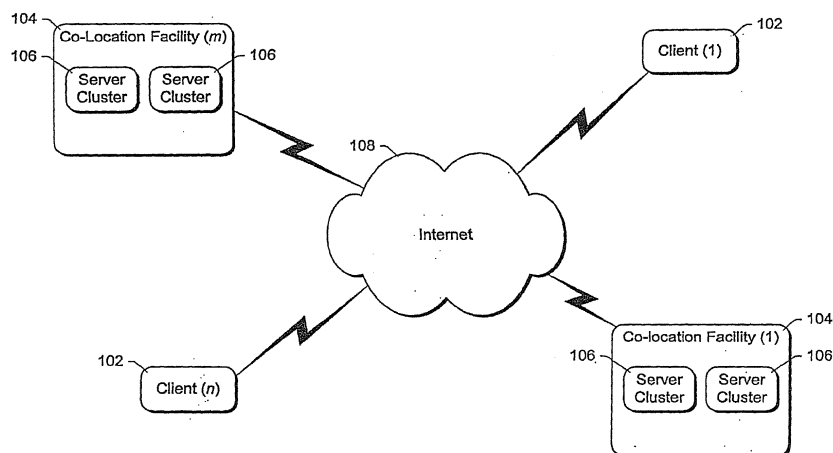 104
Co-Location Facility (m)
106
106
Server
Cluster
Server
Cluster
102
Client (1)
108
Internet
102
Client (n)
104
Co-location Facility (1)
106
106
Server
Cluster
Server
Cluster